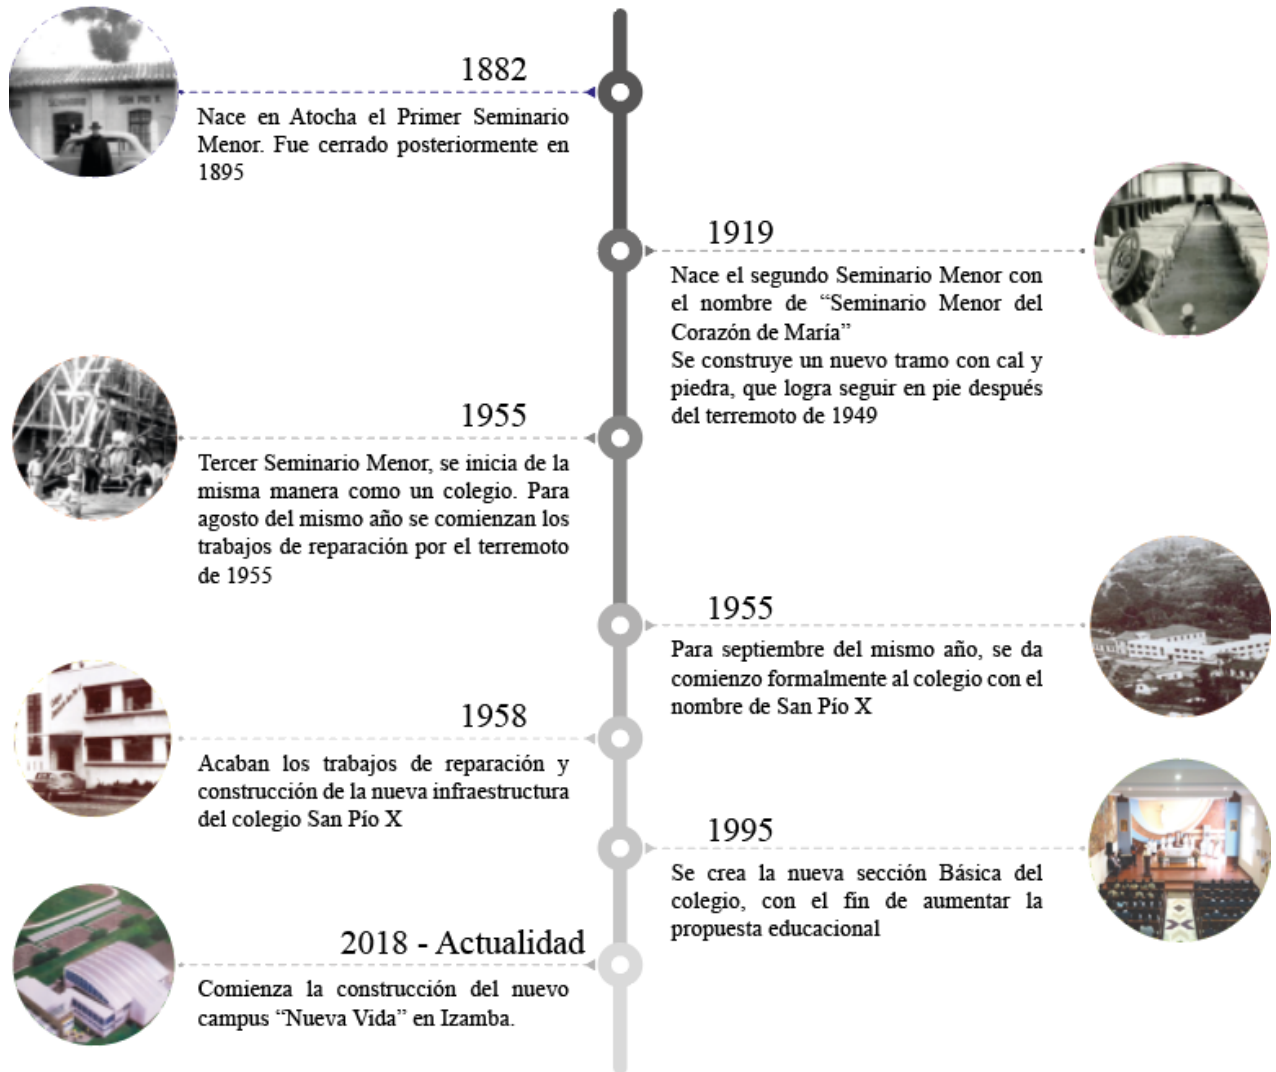 1882
Nace en Atocha el Primer Seminario
Menor. Fue cerrado posteriormente en
1895
1919
Nace el segundo Seminario Menor con
el nombre de “Seminario Menor del
Corazón de María”
Se construye un nuevo tramo con cal y
piedra, que logra seguir en pie después
del terremoto de 1949
1955
Tercer Seminario Menor, se inicia de la
misma manera como un colegio. Para
agosto del mismo año se comienzan los
trabajos de reparación por el terremoto
de 1955
1955
Para septiembre del mismo año, se da
comienzo formalmente al colegio con el
nombre de San Pío X
1958
Acaban los trabajos de reparación y
construcción de la nueva infraestructura
del colegio San Pío X
1995
Se crea la nueva sección Básica del
colegio, con el fin de aumentar la
propuesta educacional
2018 - Actualidad
Comienza la construcción del nuevo
campus “Nueva Vida” en Izamba.
SEMINARIO SAN PIO X